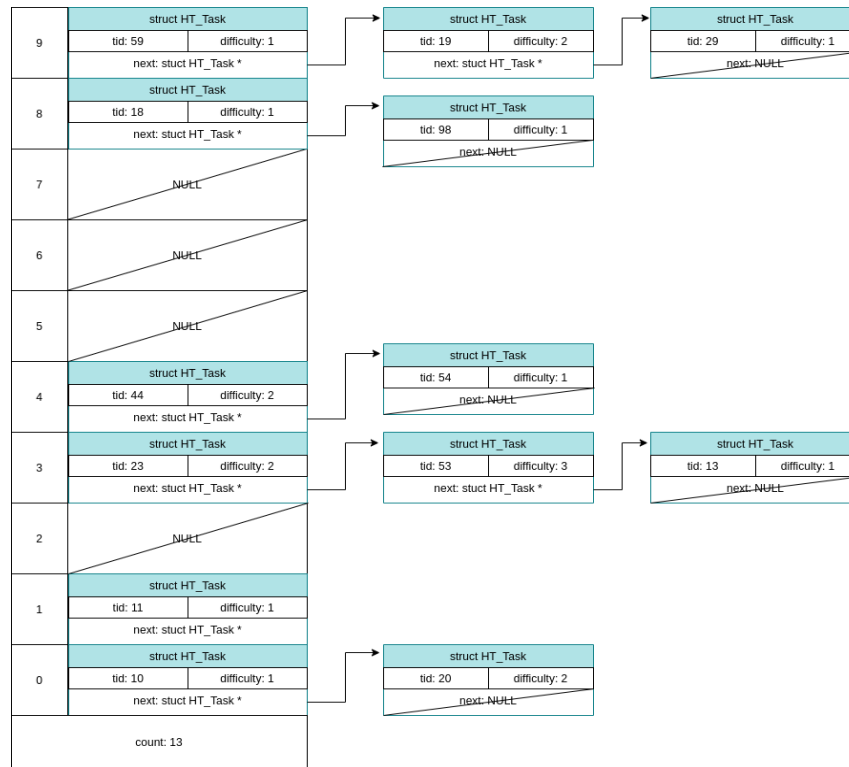 struct HT_Task
struct HT_Task
struct HT_Task
9
tid: 59
difficulty: 1
tid: 19
difficulty: 2
tid: 29
difficulty: 1
next: stuct HT_Task *
next: stuct HT_Task *
next: NULL
struct HT_Task
struct HT_Task
8
tid: 18
difficulty: 1
tid: 98
difficulty: 1
next: stuct HT_Task *
next: NULL
7
NULL
6
NULL
5
NULL
struct HT_Task
struct HT_Task
4
tid: 44
difficulty: 2
tid: 54
difficulty: 1
next: stuct HT_Task *
next: NULL
struct HT_Task
struct HT_Task
struct HT_Task
3
tid: 23
difficulty: 2
tid: 53
difficulty: 3
tid: 13
difficulty: 1
next: stuct HT_Task *
next: stuct HT_Task *
next: NULL
2
NULL
struct HT_Task
1
tid: 11
difficulty: 1
next: stuct HT_Task *
struct HT_Task
struct HT_Task
0
tid: 10
difficulty: 1
tid: 20
difficulty: 2
next: stuct HT_Task *
next: NULL
count: 13